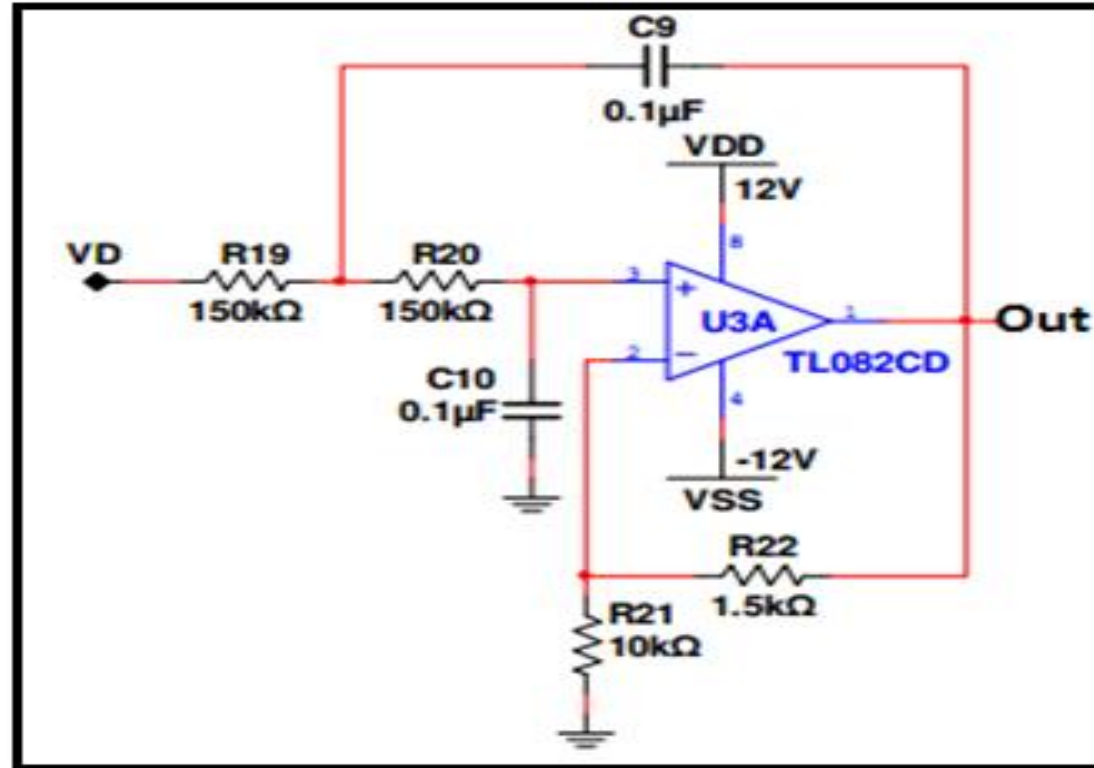 C9
0.1µF
VDD
12V
8
VD
R19
150kΩ
R20
150kΩ
3
+
U3A
1
Out
2
−
TL082CD
C10
0.1µF
4
-12V
VSS
R22
1.5kΩ
R21
10kΩ